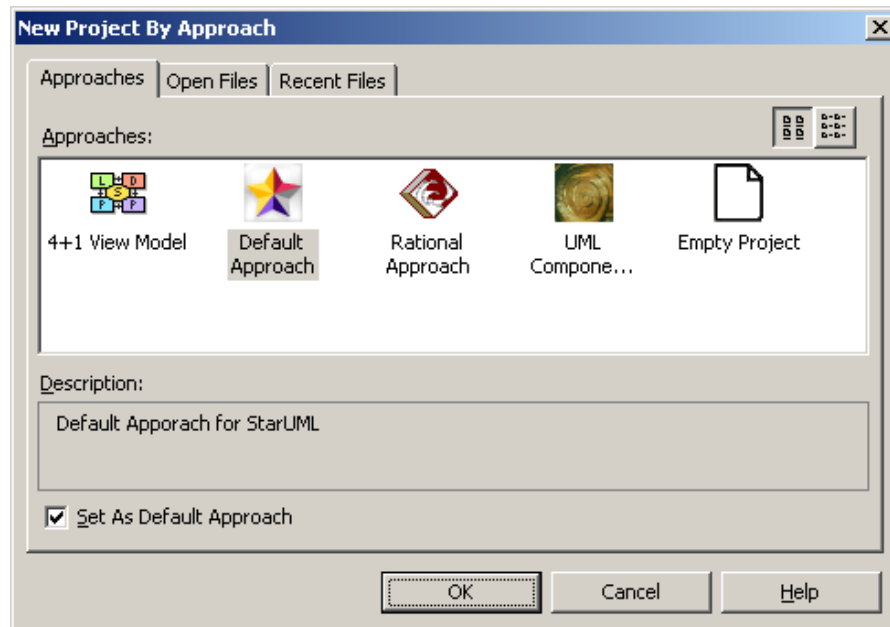 New Project By Approach
Approaches Open Files Recent Files
Approaches:
L D
S
P P
4+1 View Model Default Approach Rational Approach UML Compone... Empty Project
Description:
Default Apporach for StarUML
Set As Default Approach
OK Cancel Help